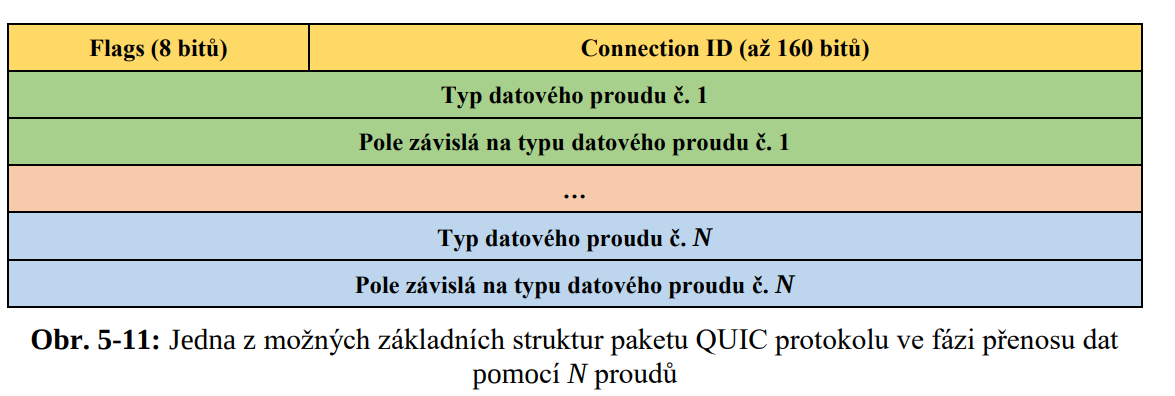 Flags (8 bitů) Connection ID (až 160 bitů)
Typ datového proudu č. 1
Pole závislá na typu datového proudu č. 1
…
Typ datového proudu č. N
Pole závislá na typu datového proudu č. N
Obr. 5-11: Jedna z možných základních struktur paketu QUIC protokolu ve fázi přenosu dat
pomocí N proudů